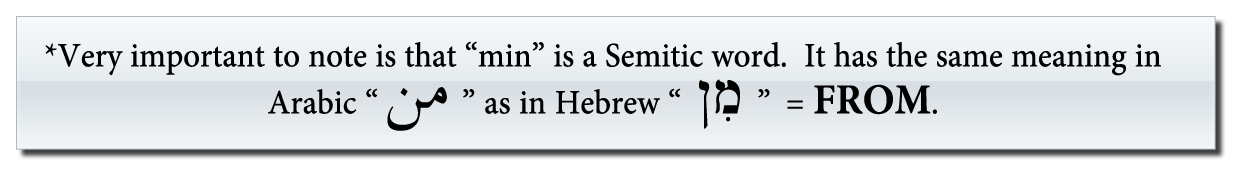 *Very important to note is that “min” is a Semitic word. It has the same meaning in
Arabic “ من ” as in Hebrew “ מִן ” = FROM.